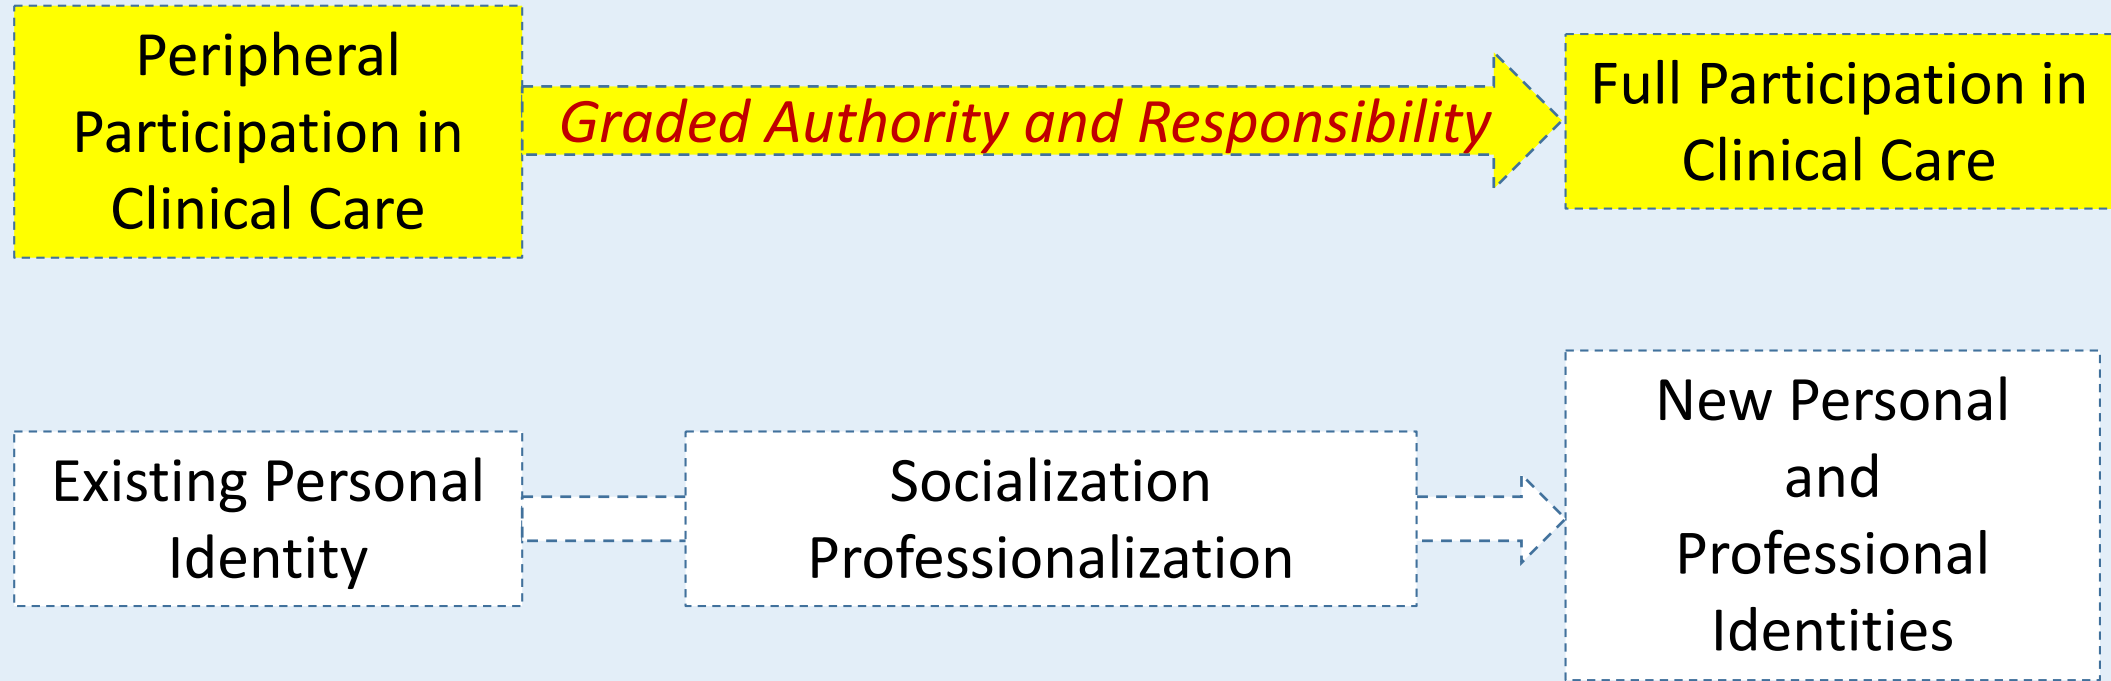 Peripheral
Participation in
Clinical Care
Graded Authority and Responsibility
Full Participation in
Clinical Care
Existing Personal
Identity
Socialization
Professionalization
New Personal
and
Professional
Identities